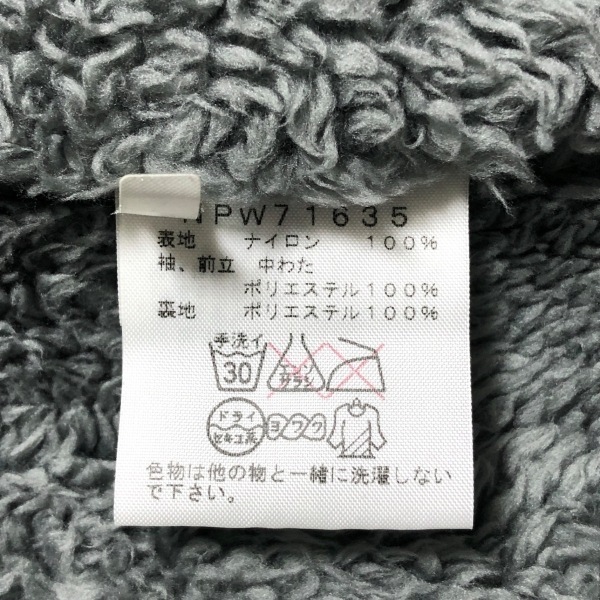 NPW71635
表地 ナイロン 100%
袖、前立 中わた
ポリエステル100%
裏地 ポリエステル100%
手洗イ
30
エンソ
サラシ
ドライ
セキユ系
ヨワク
色物は他の物と一緒に洗濯しない
で下さい。